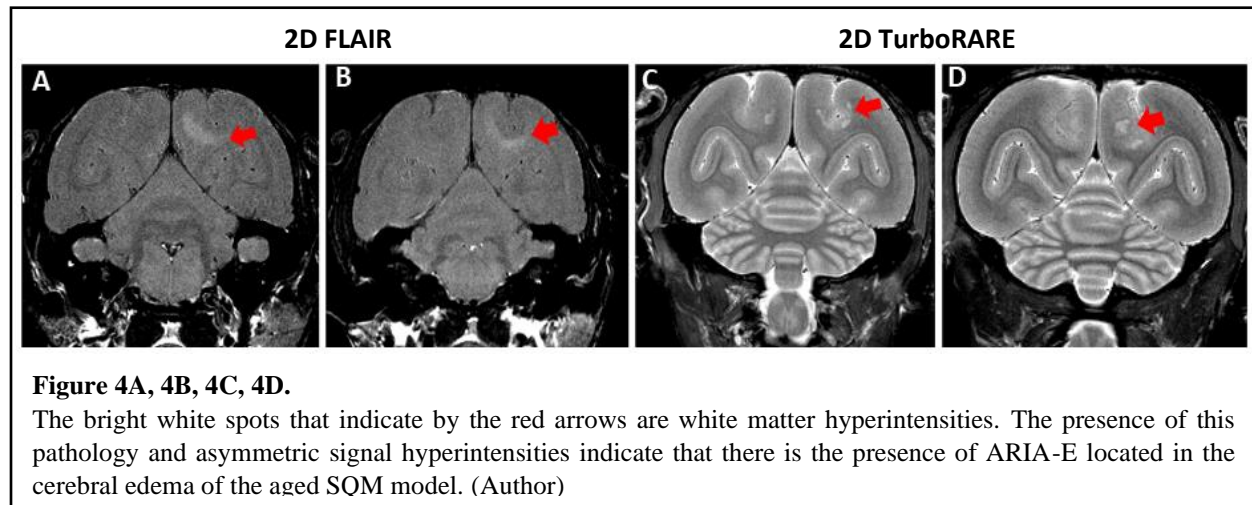 2D FLAIR 2D TurboRARE
A B C D
Figure 4A, 4B, 4C, 4D.
The bright white spots that indicate by the red arrows are white matter hyperintensities. The presence of this
pathology and asymmetric signal hyperintensities indicate that there is the presence of ARIA-E located in the
cerebral edema of the aged SQM model. (Author)